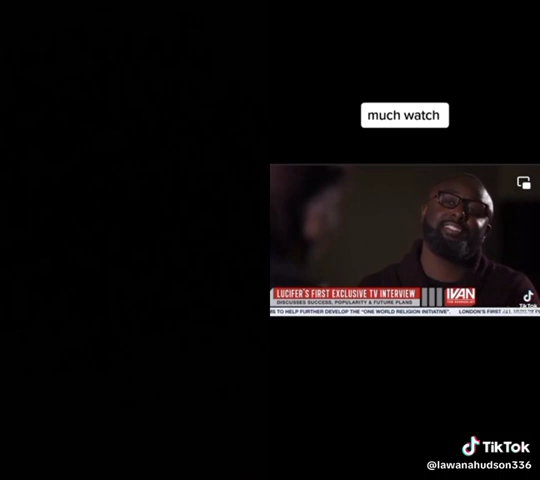 much watch
LUCIFER'S FIRST EXCLUSIVE TV INTERVIEW
DISCUSSES SUCCESS, POPULARITY & FUTURE PLANS
IVAN
TikTok
TO HELP FURTHER DEVELOP THE "ONE WORLD RELIGION INITIATIVE". LONDON'S FIRST
TikTok
@lawanahudson336